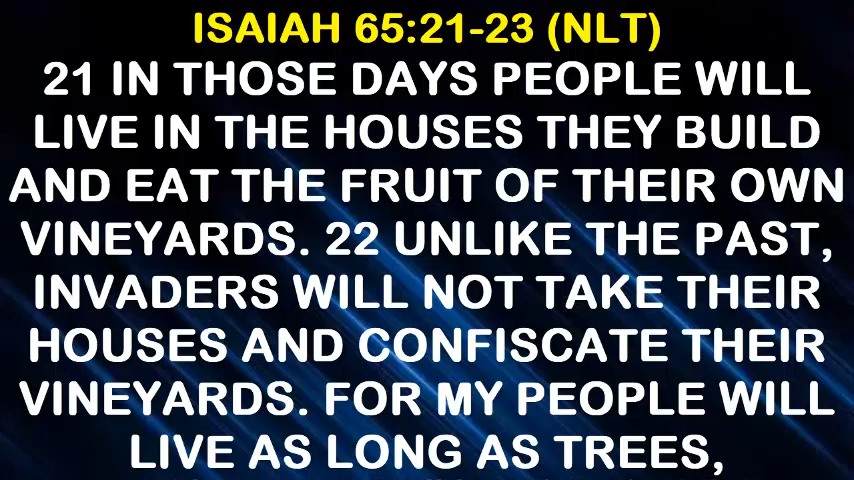 ISAIAH 65:21-23 (NLT)
21 IN THOSE DAYS PEOPLE WILL
LIVE IN THE HOUSES THEY BUILD
AND EAT THE FRUIT OF THEIR OWN
VINEYARDS. 22 UNLIKE THE PAST,
INVADERS WILL NOT TAKE THEIR
HOUSES AND CONFISCATE THEIR
VINEYARDS. FOR MY PEOPLE WILL
LIVE AS LONG AS TREES,